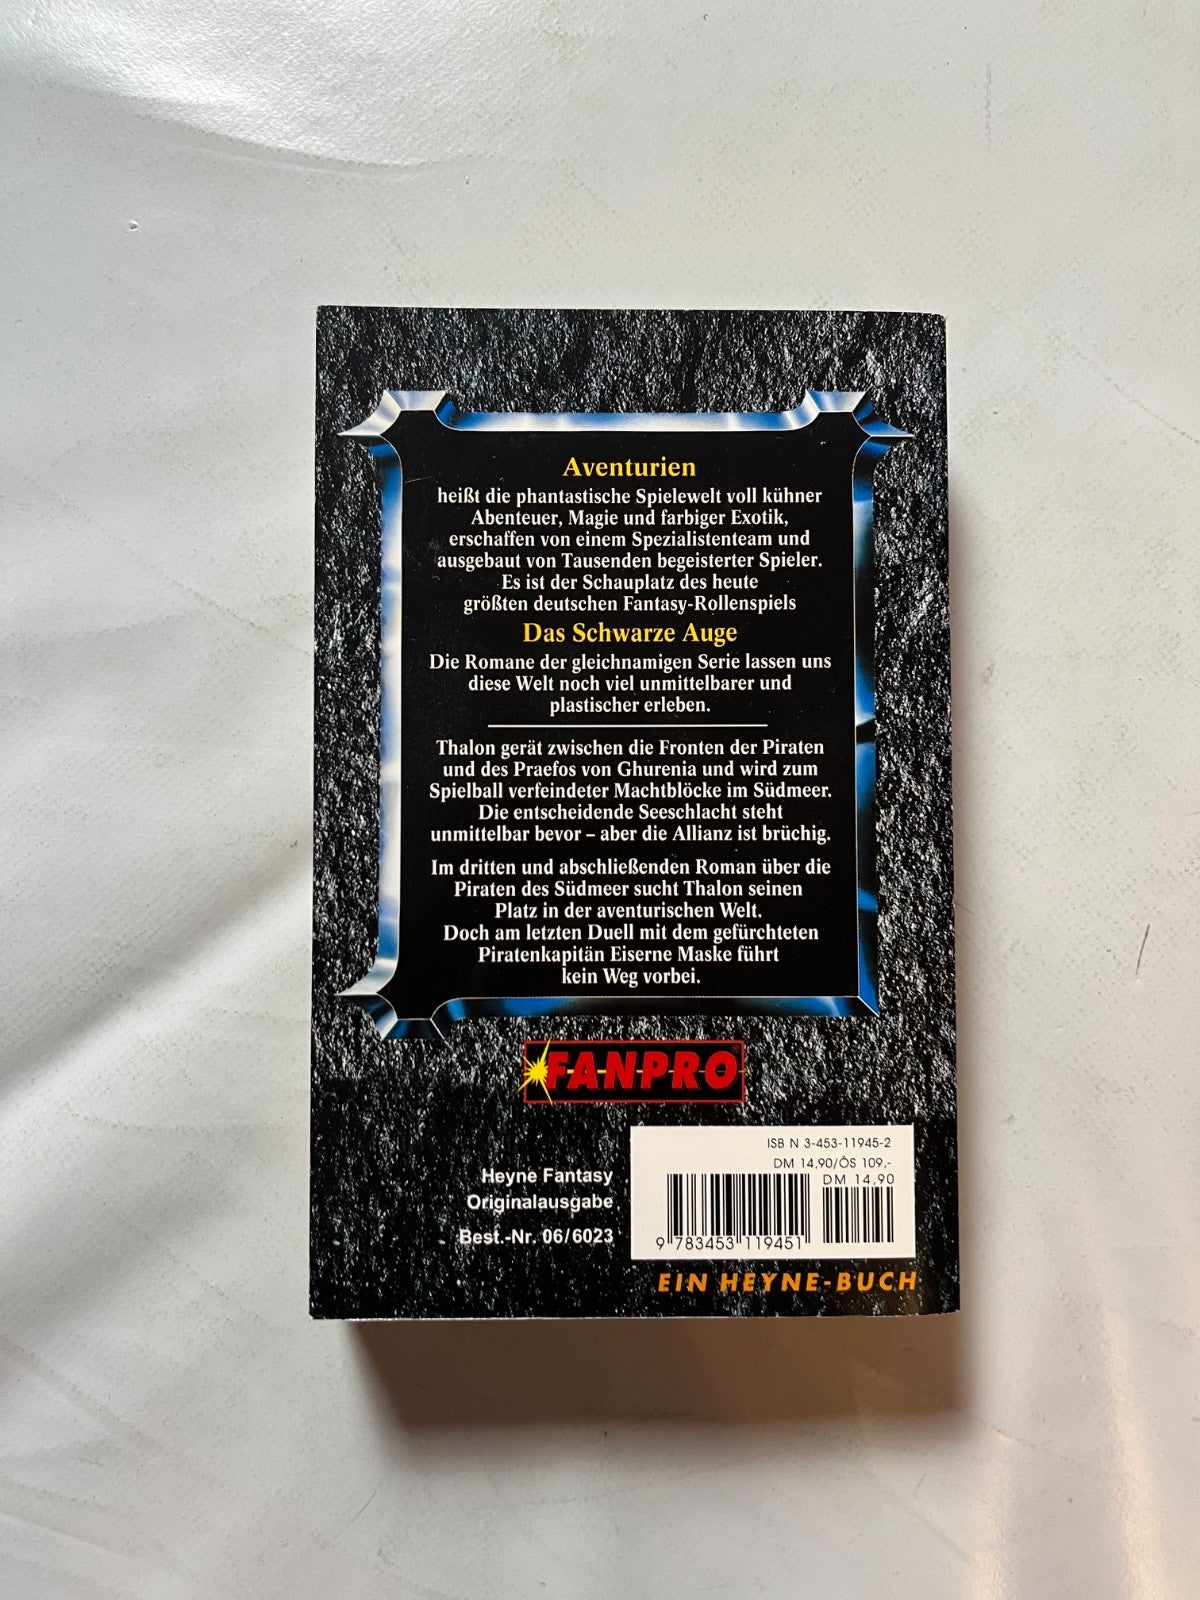 Aventurien
heißt die phantastische Spielewelt voll kühner
Abenteuer, Magie und farbiger Exotik,
erschaffen von einem Spezialistenteam und
ausgebaut von Tausenden begeisterter Spieler.
Es ist der Schauplatz des heute
größten deutschen Fantasy-Rollenspiels
Das Schwarze Auge
Die Romane der gleichnamigen Serie lassen uns
diese Welt noch viel unmittelbarer und
plastischer erleben.
Thalon gerät zwischen die Fronten der Piraten
und des Praefos von Ghurenia und wird zum
Spielball verfeindeter Machtblöcke im Südmeer.
Die entscheidende Seeschlacht steht
unmittelbar bevor – aber die Allianz ist brüchig.
Im dritten und abschließenden Roman über die
Piraten des Südmeer sucht Thalon seinen
Platz in der aventurischen Welt.
Doch am letzten Duell mit dem gefürchteten
Piratenkapitän Eiserne Maske führt
kein Weg vorbei.
FANPRO®
Heyne Fantasy
Originalausgabe
Best.-Nr. 06/6023
ISB N 3-453-11945-2
DM 14,90/ÖS 109,-
DM 14,90
9 783453 119451
EIN HEYNE-BUCH